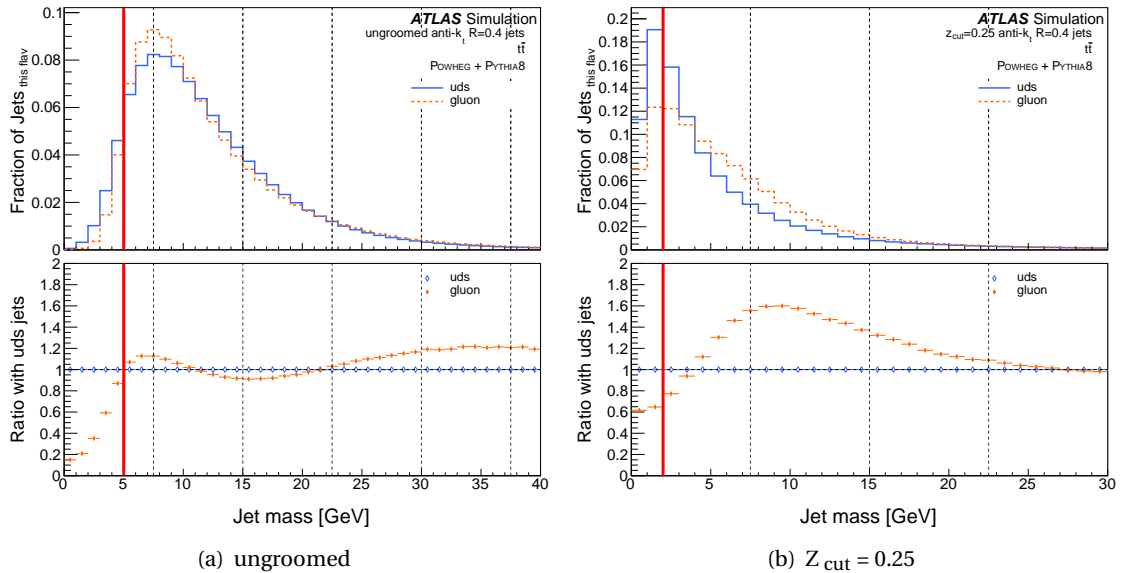 ATLAS Simulation
ungroomed anti-kt R=0.4 jets
tt̄
POWHEG + PYTHIA8
uds
gluon
Fraction of Jets this flav
0.1
0.08
0.06
0.04
0.02
0
uds
gluon
Ratio with uds jets
2
1.8
1.6
1.4
1.2
1
0.8
0.6
0.4
0.2
0
0 5 10 15 20 25 30 35 40
Jet mass [GeV]
(a) ungroomed
ATLAS Simulation
zcut=0.25 anti-kt R=0.4 jets
tt̄
POWHEG + PYTHIA8
uds
gluon
Fraction of Jets this flav
0.2
0.18
0.16
0.14
0.12
0.1
0.08
0.06
0.04
0.02
0
uds
gluon
Ratio with uds jets
2
1.8
1.6
1.4
1.2
1
0.8
0.6
0.4
0.2
0
0 5 10 15 20 25 30
Jet mass [GeV]
(b) Z cut = 0.25